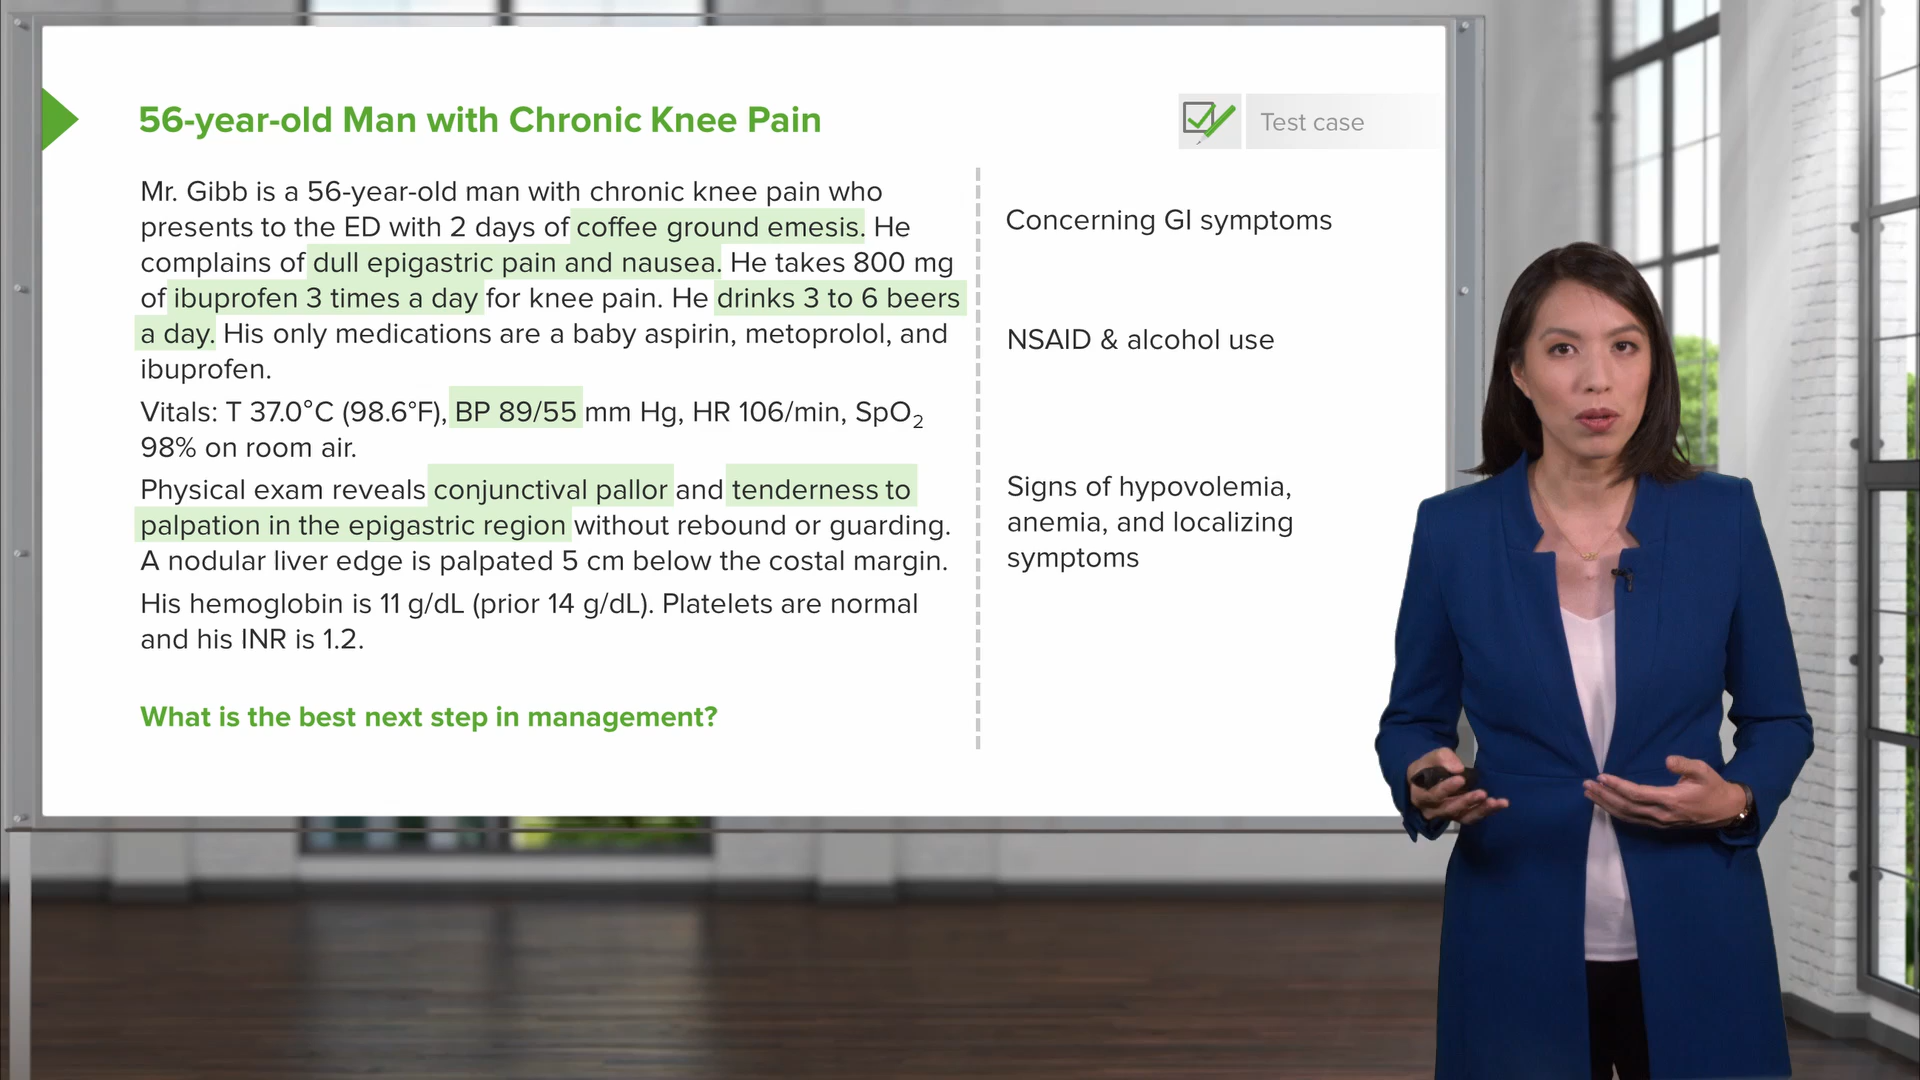 56-year-old Man with Chronic Knee Pain
Test case
Mr. Gibb is a 56-year-old man with chronic knee pain who
presents to the ED with 2 days of coffee ground emesis. He
complains of dull epigastric pain and nausea. He takes 800 mg
of ibuprofen 3 times a day for knee pain. He drinks 3 to 6 beers
a day. His only medications are a baby aspirin, metoprolol, and
ibuprofen.
Vitals: T 37.0°C (98.6°F), BP 89/55 mm Hg, HR 106/min, SpO₂
98% on room air.
Physical exam reveals conjunctival pallor and tenderness to
palpation in the epigastric region without rebound or guarding.
A nodular liver edge is palpated 5 cm below the costal margin.
His hemoglobin is 11 g/dL (prior 14 g/dL). Platelets are normal
and his INR is 1.2.
What is the best next step in management?
Concerning GI symptoms
NSAID & alcohol use
Signs of hypovolemia,
anemia, and localizing
symptoms